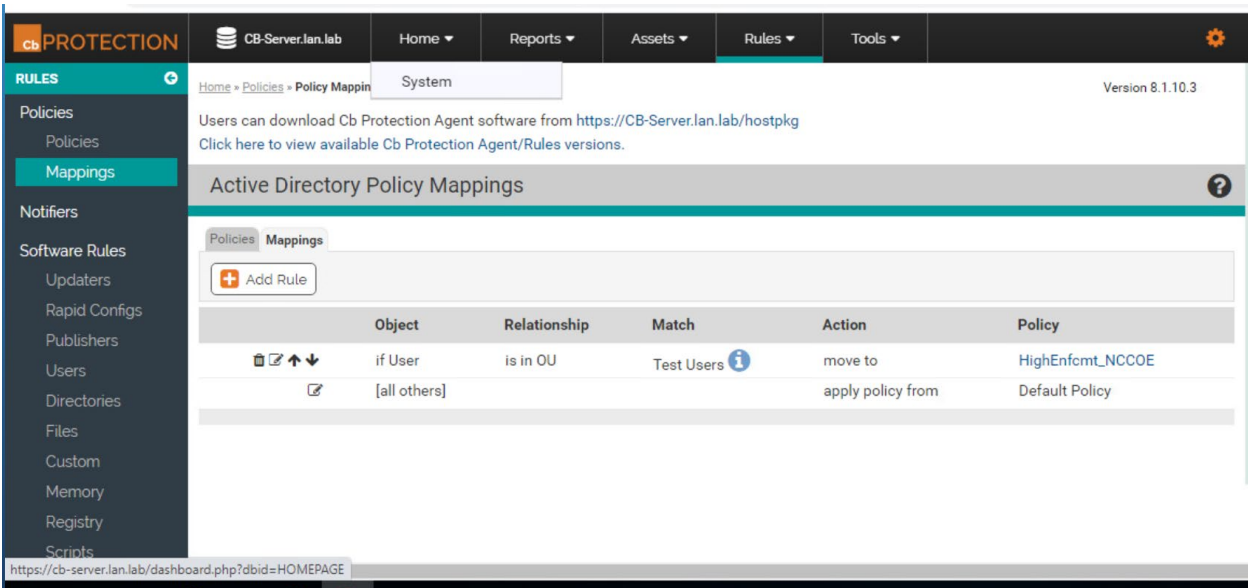 Cb PROTECTION
CB-Server.lan.lab Home Reports Assets Rules Tools
System
RULES
Home » Policies » Policy Mappin
Version 8.1.10.3
Policies
Policies
Mappings
Notifiers
Software Rules
Updaters
Rapid Configs
Publishers
Users
Directories
Files
Custom
Memory
Registry
Scripts
Users can download Cb Protection Agent software from https://CB-Server.lan.lab/hostpkg
Click here to view available Cb Protection Agent/Rules versions.
Active Directory Policy Mappings
Policies Mappings
Add Rule
Object Relationship Match Action Policy
if User is in OU Test Users move to HighEnfcmt_NCCOE
[all others] apply policy from Default Policy
https://cb-server.lan.lab/dashboard.php?dbid=HOMEPAGE